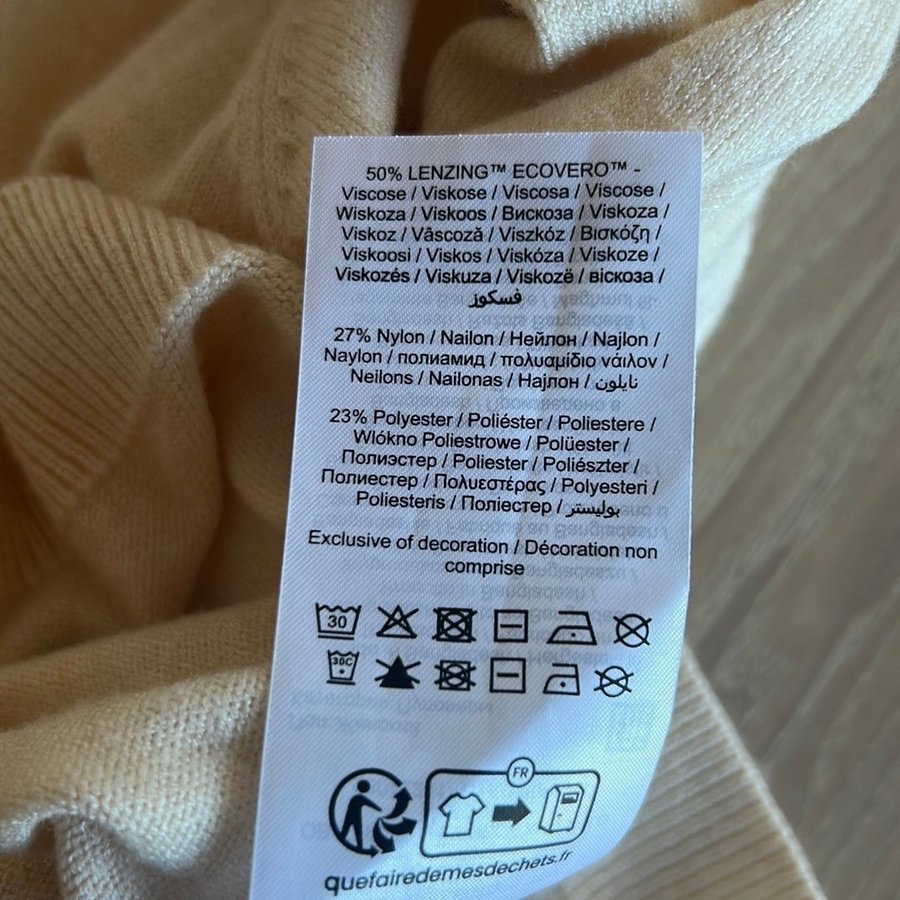 50% LENZING™ ECOVERO™ -
Viscose / Viskose / Viscosa / Viscose /
Wiskoza / Viskoos / Вискоза / Viskoza /
Viskoz / Vâscoză / Viszkóz / Βισκόζη /
Viskoosi / Viskos / Viskóza / Viskoze /
Viskozés / Viskuza / Viskozë / віскоза /
فسكوز
27% Nylon / Nailon / Нейлон / Najlon /
Naylon / полиамид / πολυαμίδιο νάιλον /
Neilons / Nailonas / Најлон / نايلون
23% Polyester / Poliéster / Poliestere /
Włókno Poliestrowe / Polüester /
Полиэстер / Poliester / Poliészter /
Полиестер / Πολυεστέρας / Polyesteri /
Poliesteris / Поліестер / بوليستر
Exclusive of decoration / Décoration non
comprise
30
30C
FR
quefairedemesdechets.fr